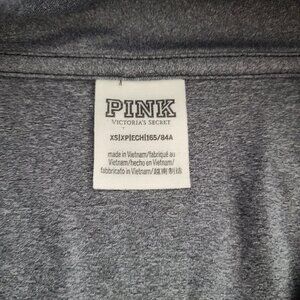 PINK
VICTORIA'S SECRET
XS|XP|ECH|165/84A
made in Vietnam/fabriqué au
Vietnam/hecho en Vietnam/
fabbricato in Vietnam/越南制造